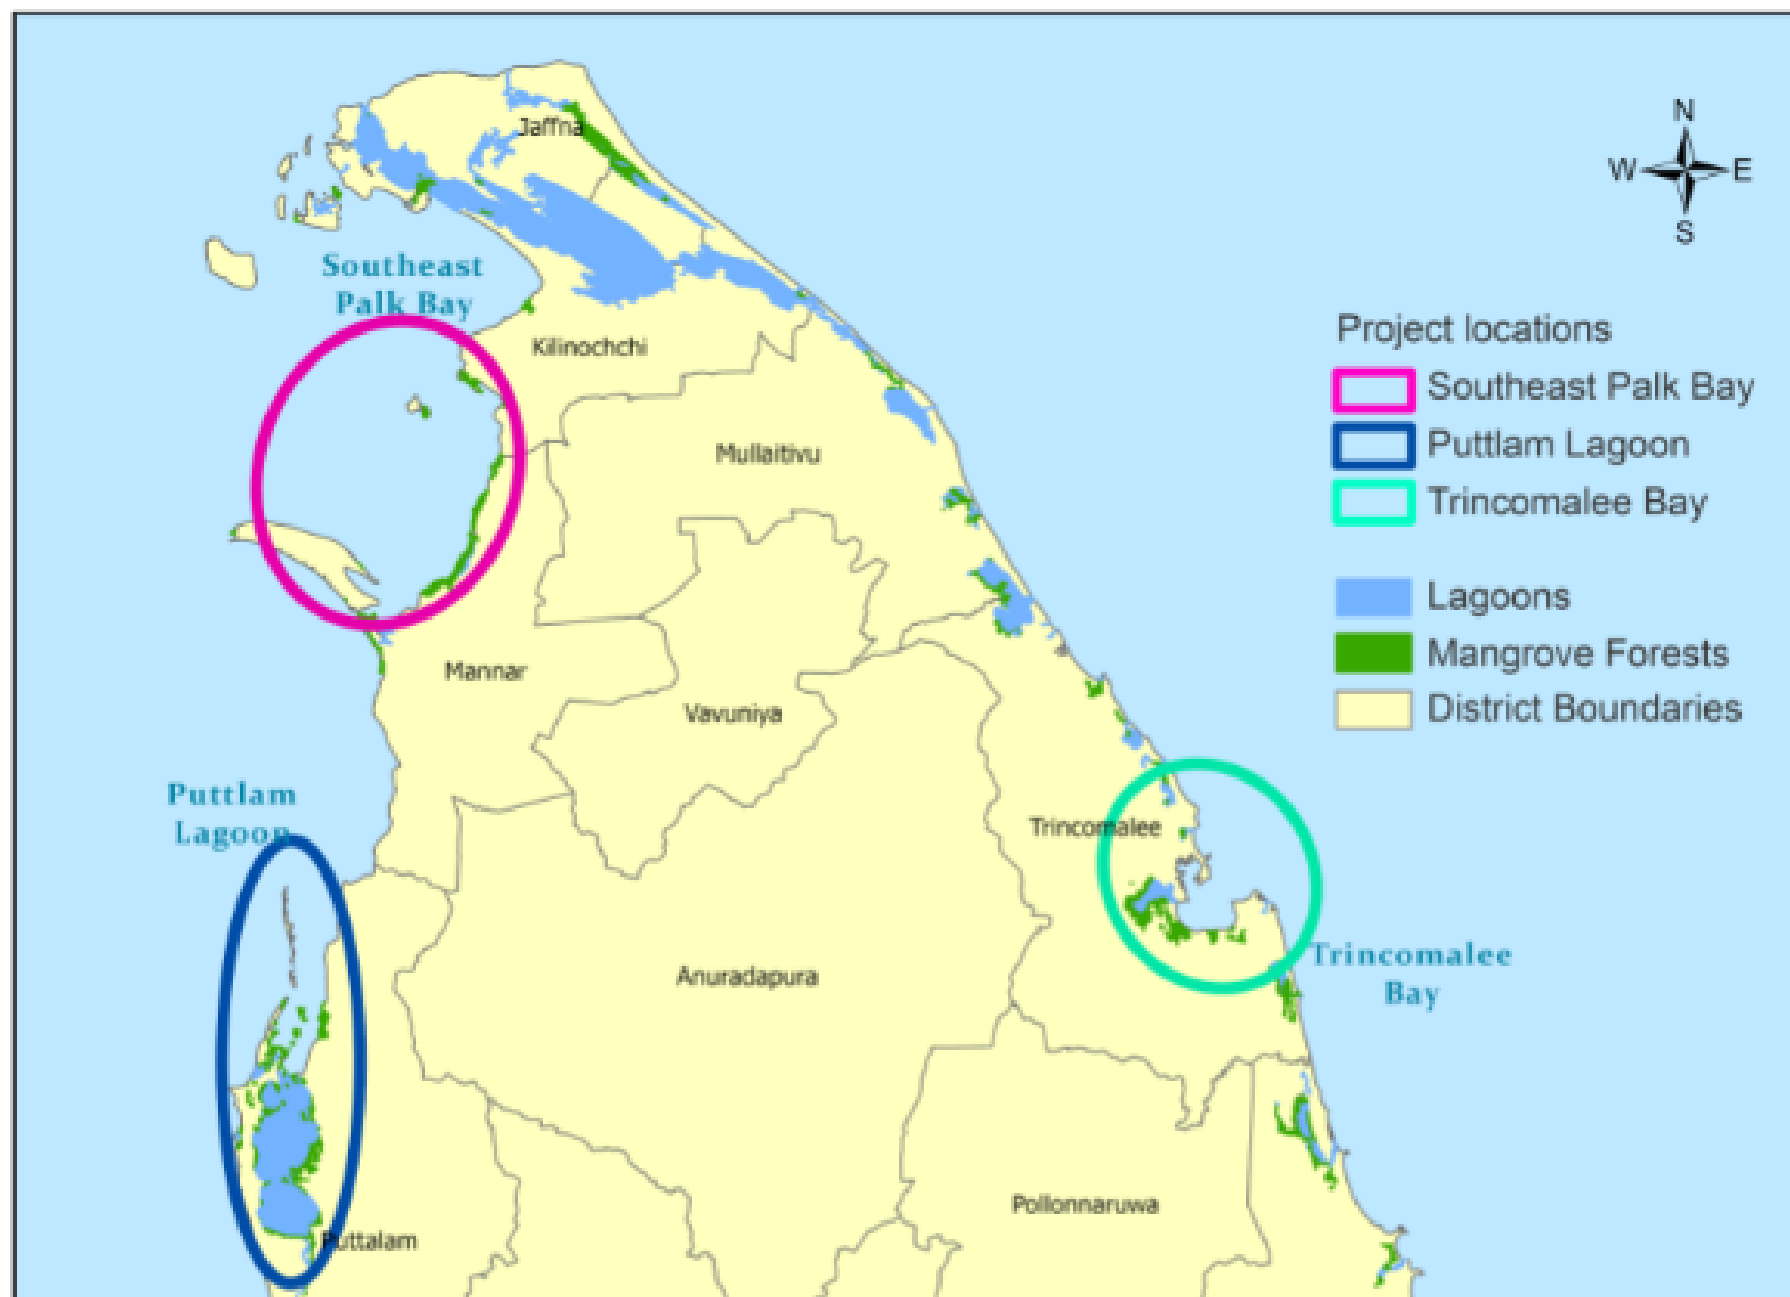 Jaffna
N
W E
S
Southeast
Palk Bay
Kilinochchi
Project locations
Southeast Palk Bay
Puttlam Lagoon
Trincomalee Bay
Mullaitivu
Lagoons
Mangrove Forests
District Boundaries
Mannar
Vavuniya
Puttlam
Lagoon
Trincomalee
Anuradapura
Trincomalee
Bay
Pollonnaruwa
Puttalam